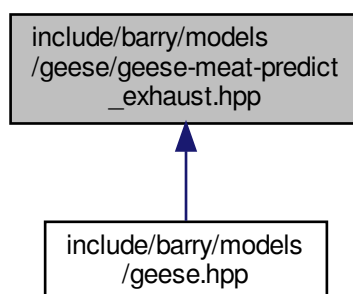 include/barry/models
/geese/geese-meat-predict
_exhaust.hpp
include/barry/models
/geese.hpp